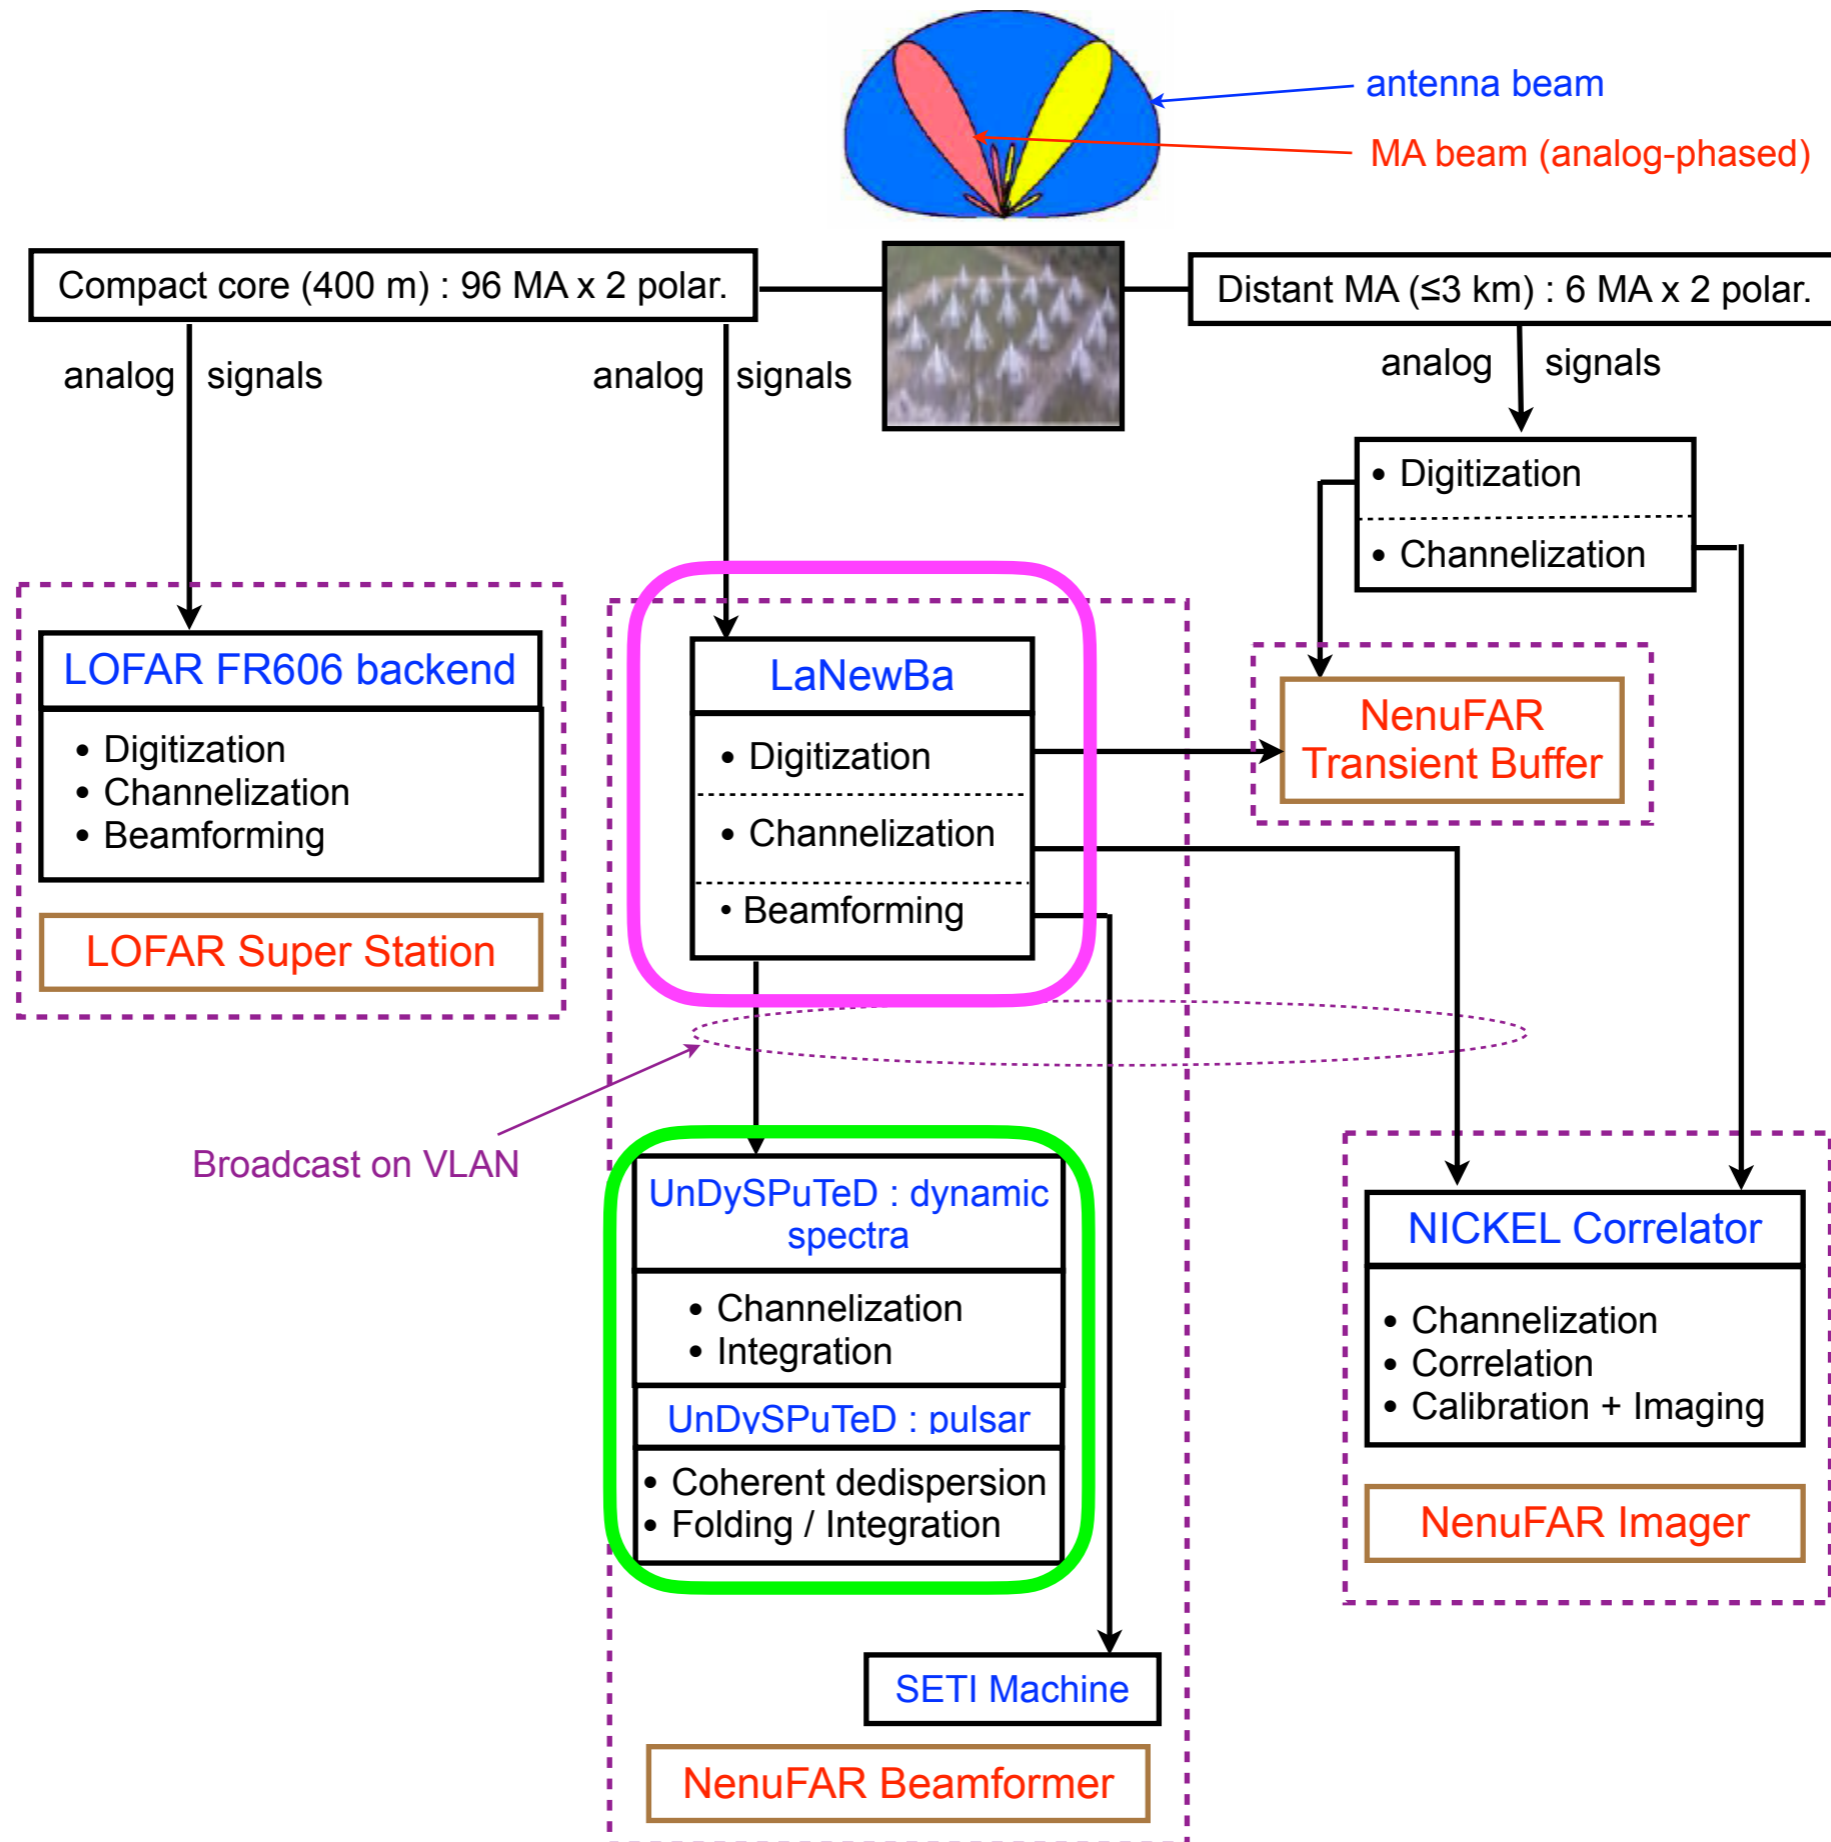 antenna beam
MA beam (analog-phased)
Compact core (400 m) : 96 MA x 2 polar.
Distant MA (≤3 km) : 6 MA x 2 polar.
analog signals
analog signals
analog signals
• Digitization
• Channelization
LOFAR FR606 backend
• Digitization
• Channelization
• Beamforming
LOFAR Super Station
LaNewBa
• Digitization
• Channelization
• Beamforming
NenuFAR
Transient Buffer
Broadcast on VLAN
UnDySPuTeD : dynamic
spectra
• Channelization
• Integration
UnDySPuTeD : pulsar
• Coherent dedispersion
• Folding / Integration
NICKEL Correlator
• Channelization
• Correlation
• Calibration + Imaging
NenuFAR Imager
SETI Machine
NenuFAR Beamformer